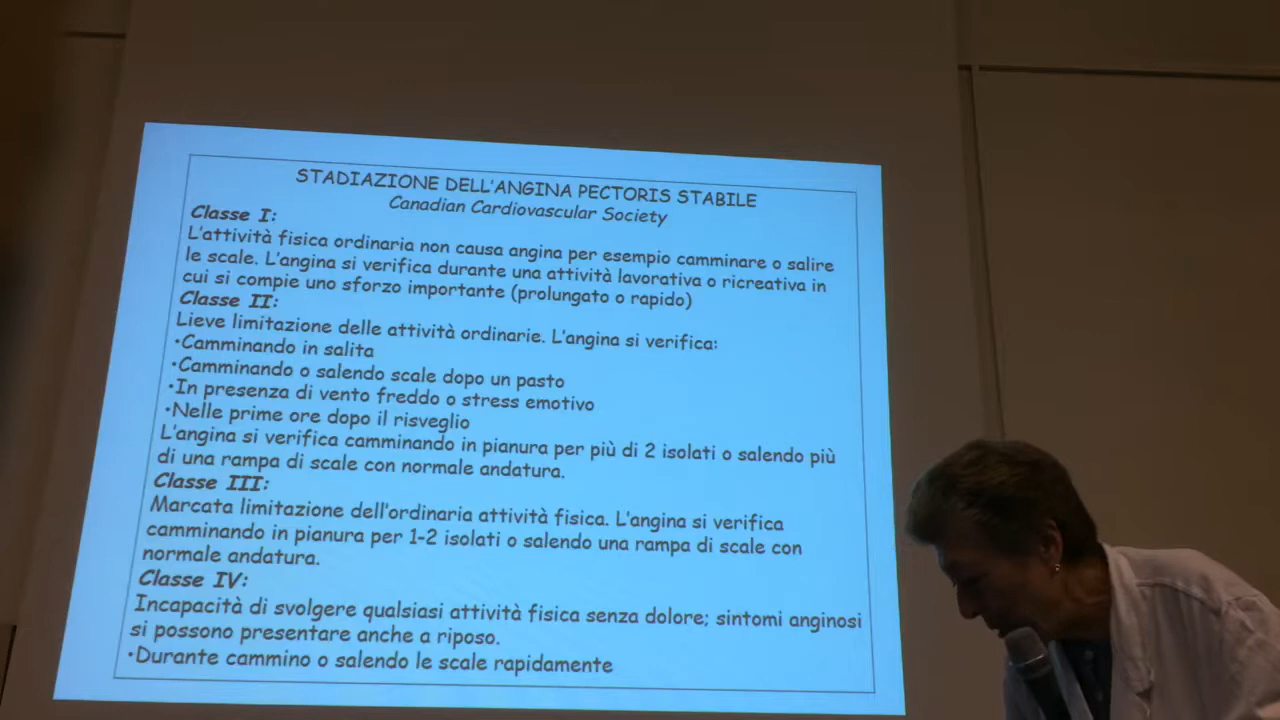 STADIAZIONE DELL'ANGINA PECTORIS STABILE
Canadian Cardiovascular Society
Classe I:
L'attività fisica ordinaria non causa angina per esempio camminare o salire
le scale. L'angina si verifica durante una attività lavorativa o ricreativa in
cui si compie uno sforzo importante (prolungato o rapido)
Classe II:
Lieve limitazione delle attività ordinarie. L'angina si verifica:
•Camminando in salita
•Camminando o salendo scale dopo un pasto
•In presenza di vento freddo o stress emotivo
•Nelle prime ore dopo il risveglio
L'angina si verifica camminando in pianura per più di 2 isolati o salendo più
di una rampa di scale con normale andatura.
Classe III:
Marcata limitazione dell'ordinaria attività fisica. L'angina si verifica
camminando in pianura per 1-2 isolati o salendo una rampa di scale con
normale andatura.
Classe IV:
Incapacità di svolgere qualsiasi attività fisica senza dolore; sintomi anginosi
si possono presentare anche a riposo.
•Durante cammino o salendo le scale rapidamente